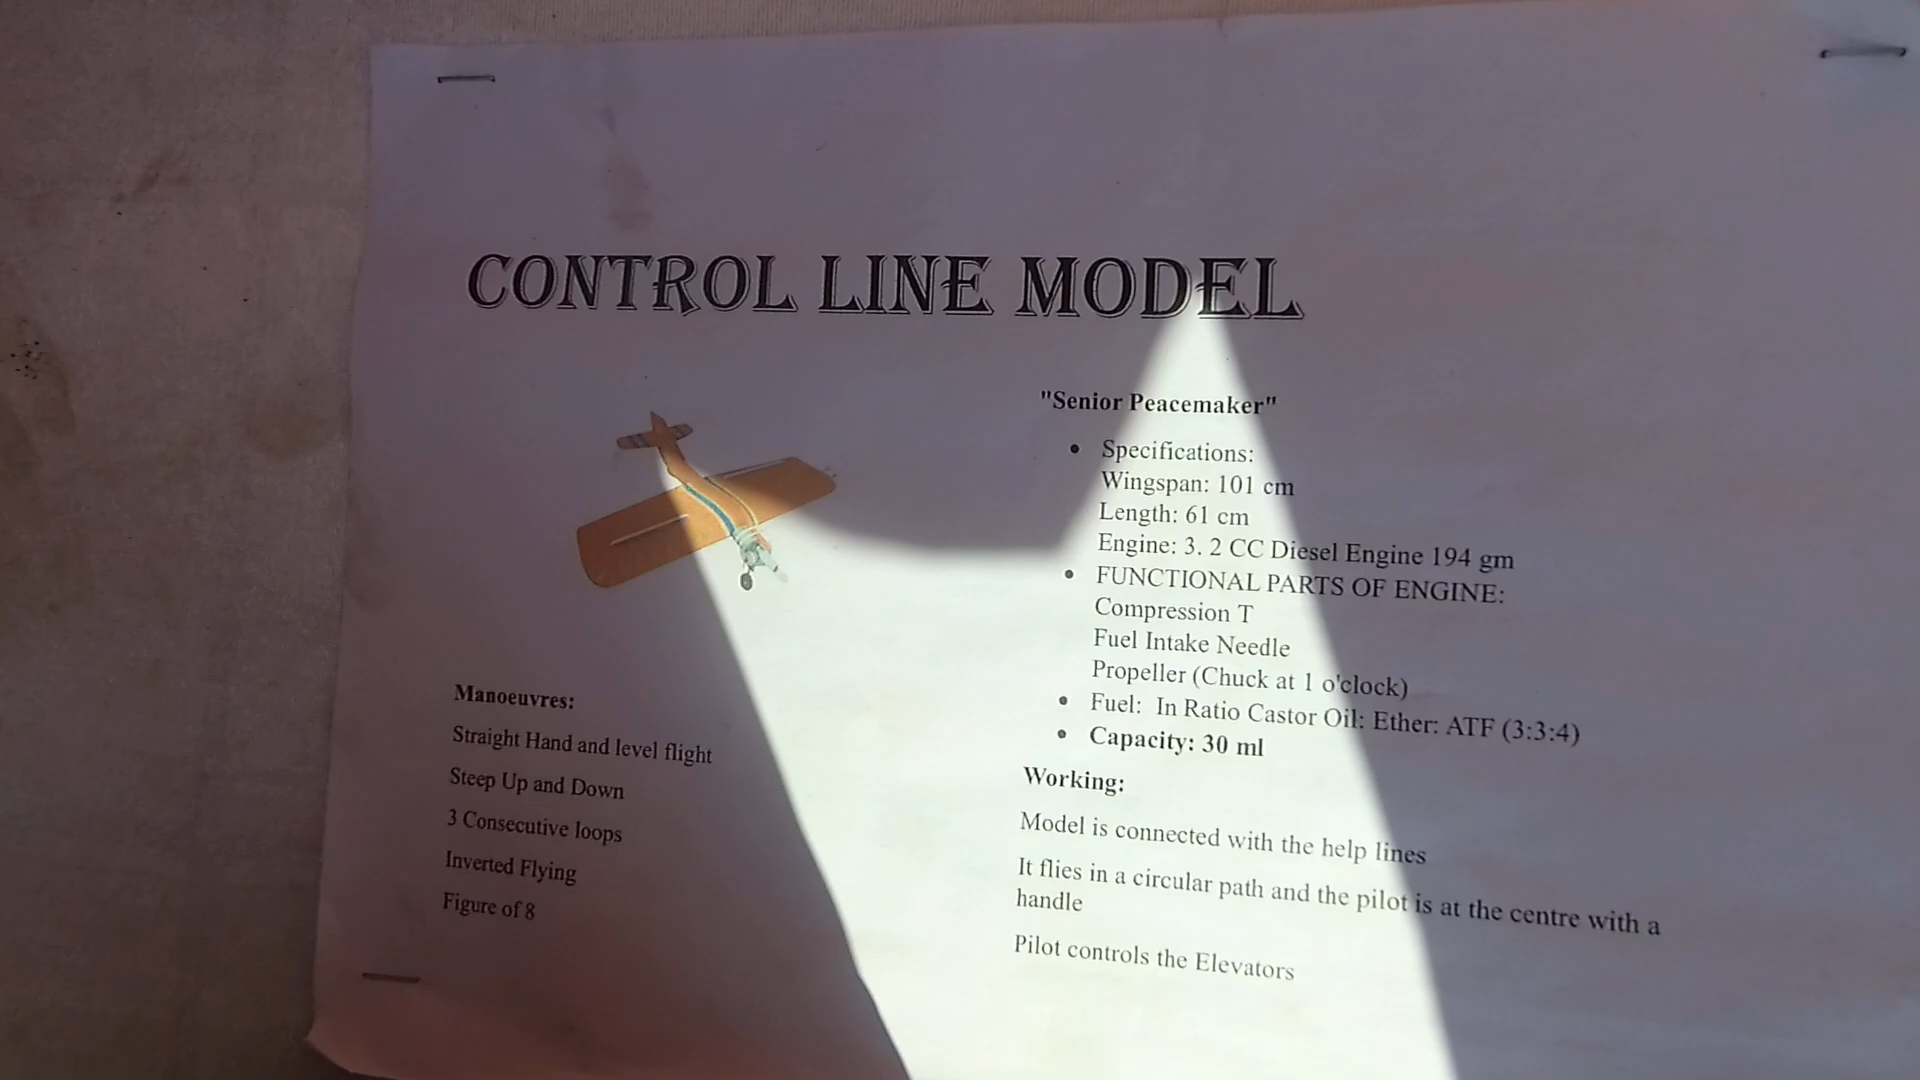 CONTROL LINE MODEL
"Senior Peacemaker"
• Specifications:
Wingspan: 101 cm
Length: 61 cm
Engine: 3. 2 CC Diesel Engine 194 gm
• FUNCTIONAL PARTS OF ENGINE:
Compression T
Fuel Intake Needle
Propeller (Chuck at 1 o'clock)
• Fuel: In Ratio Castor Oil: Ether: ATF (3:3:4)
• Capacity: 30 ml
Working:
Model is connected with the help lines
It flies in a circular path and the pilot is at the centre with a
handle
Pilot controls the Elevators
Manoeuvres:
Straight Hand and level flight
Steep Up and Down
3 Consecutive loops
Inverted Flying
Figure of 8